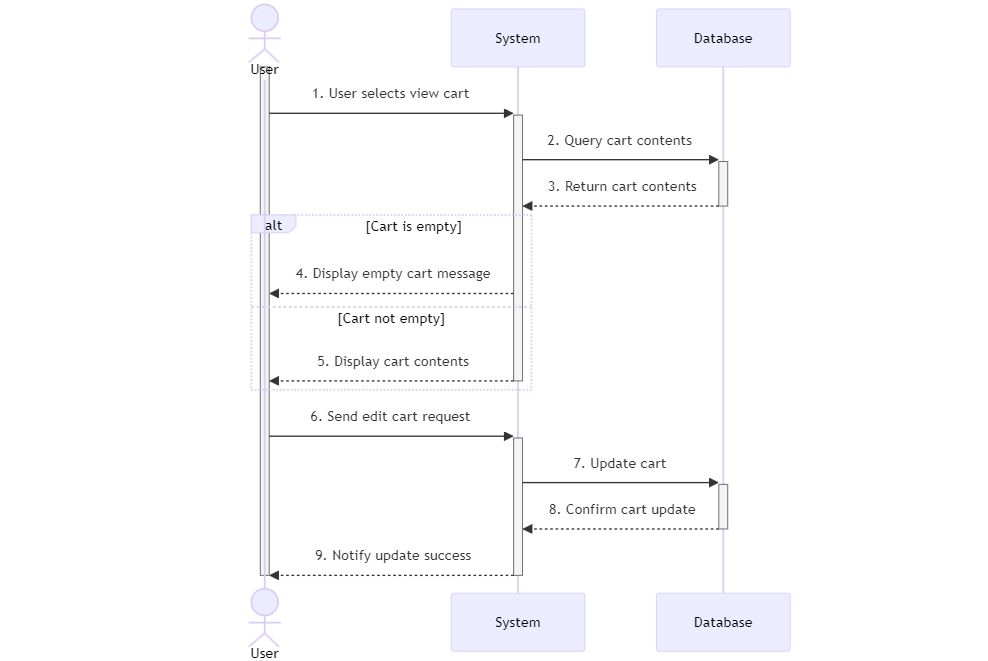 System
Database
User
1. User selects view cart
2. Query cart contents
3. Return cart contents
alt
[Cart is empty]
4. Display empty cart message
[Cart not empty]
5. Display cart contents
6. Send edit cart request
7. Update cart
8. Confirm cart update
9. Notify update success
System
Database
User